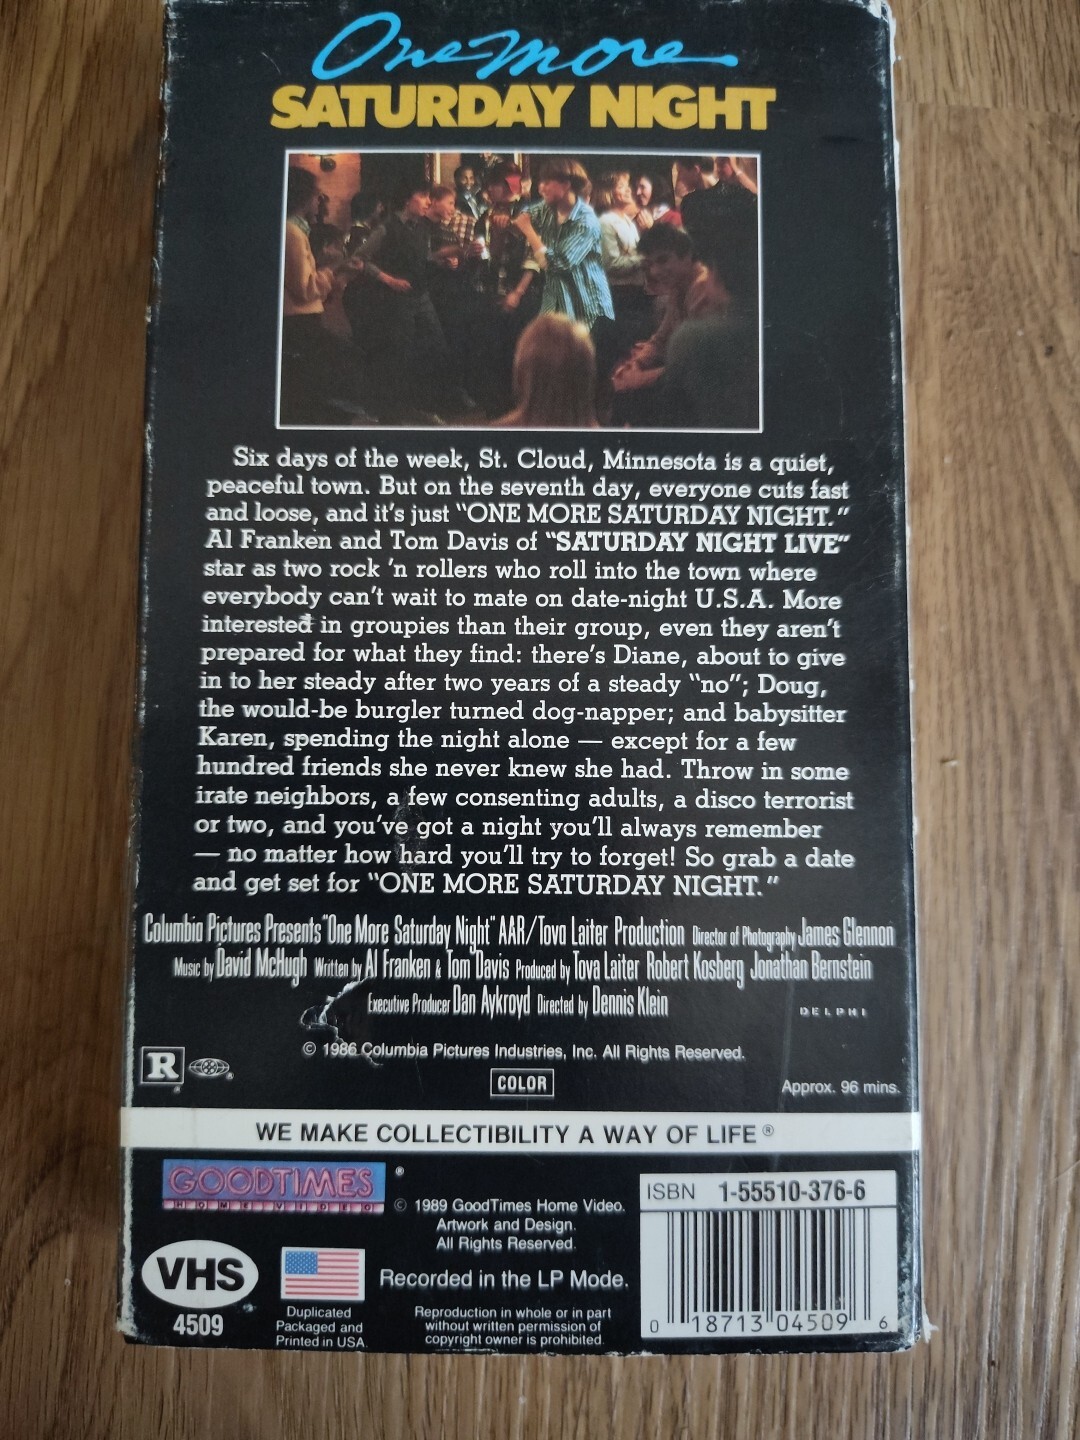 One more
SATURDAY NIGHT
Six days of the week, St. Cloud, Minnesota is a quiet,
peaceful town. But on the seventh day, everyone cuts fast
and loose, and it's just "ONE MORE SATURDAY NIGHT."
Al Franken and Tom Davis of "SATURDAY NIGHT LIVE"
star as two rock 'n rollers who roll into the town where
everybody can't wait to mate on date-night U.S.A. More
interested in groupies than their group, even they aren't
prepared for what they find: there's Diane, about to give
in to her steady after two years of a steady "no"; Doug,
the would-be burgler turned dog-napper; and babysitter
Karen, spending the night alone — except for a few
hundred friends she never knew she had. Throw in some
irate neighbors, a few consenting adults, a disco terrorist
or two, and you've got a night you'll always remember
— no matter how hard you'll try to forget! So grab a date
and get set for "ONE MORE SATURDAY NIGHT."
Columbia Pictures Presents "One More Saturday Night" AAR/Tova Laiter Production Director of Photography James Glennon
Music by David McHugh Written by Al Franken & Tom Davis Produced by Tova Laiter Robert Kosberg Jonathan Bernstein
Executive Producer Dan Aykroyd Directed by Dennis Klein
DELPHI
© 1986 Columbia Pictures Industries, Inc. All Rights Reserved.
R
COLOR
Approx. 96 mins.
WE MAKE COLLECTIBILITY A WAY OF LIFE®
GOODTIMES ®
HOME VIDEO
© 1989 GoodTimes Home Video.
Artwork and Design.
All Rights Reserved.
ISBN 1-55510-376-6
VHS
4509
Recorded in the LP Mode.
Duplicated
Packaged and
Printed in USA.
Reproduction in whole or in part
without written permission of
copyright owner is prohibited.
0 18713 04509 6